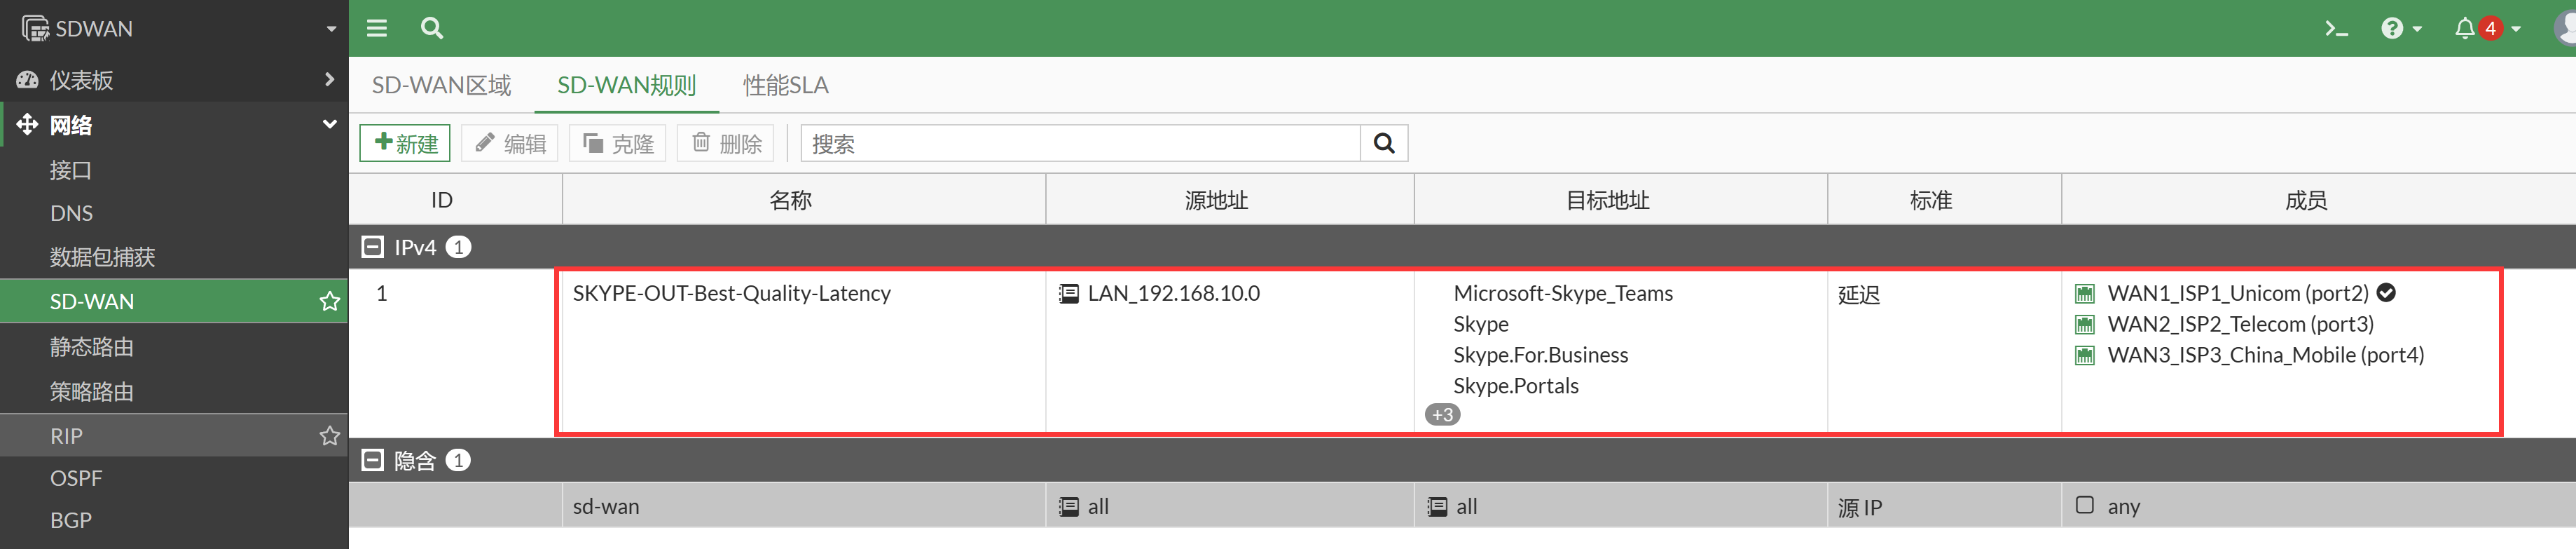 SDWAN
4
仪表板
网络
接口
DNS
数据包捕获
SD-WAN
静态路由
策略路由
RIP
OSPF
BGP
SD-WAN区域 SD-WAN规则 性能SLA
新建 编辑 克隆 删除 搜索
ID 名称 源地址 目标地址 标准 成员
IPv4 1
1 SKYPE-OUT-Best-Quality-Latency LAN_192.168.10.0 Microsoft-Skype_Teams 延迟 WAN1_ISP1_Unicom (port2)
Skype WAN2_ISP2_Telecom (port3)
Skype.For.Business WAN3_ISP3_China_Mobile (port4)
Skype.Portals
+3
隐含 1
sd-wan all all 源 IP any